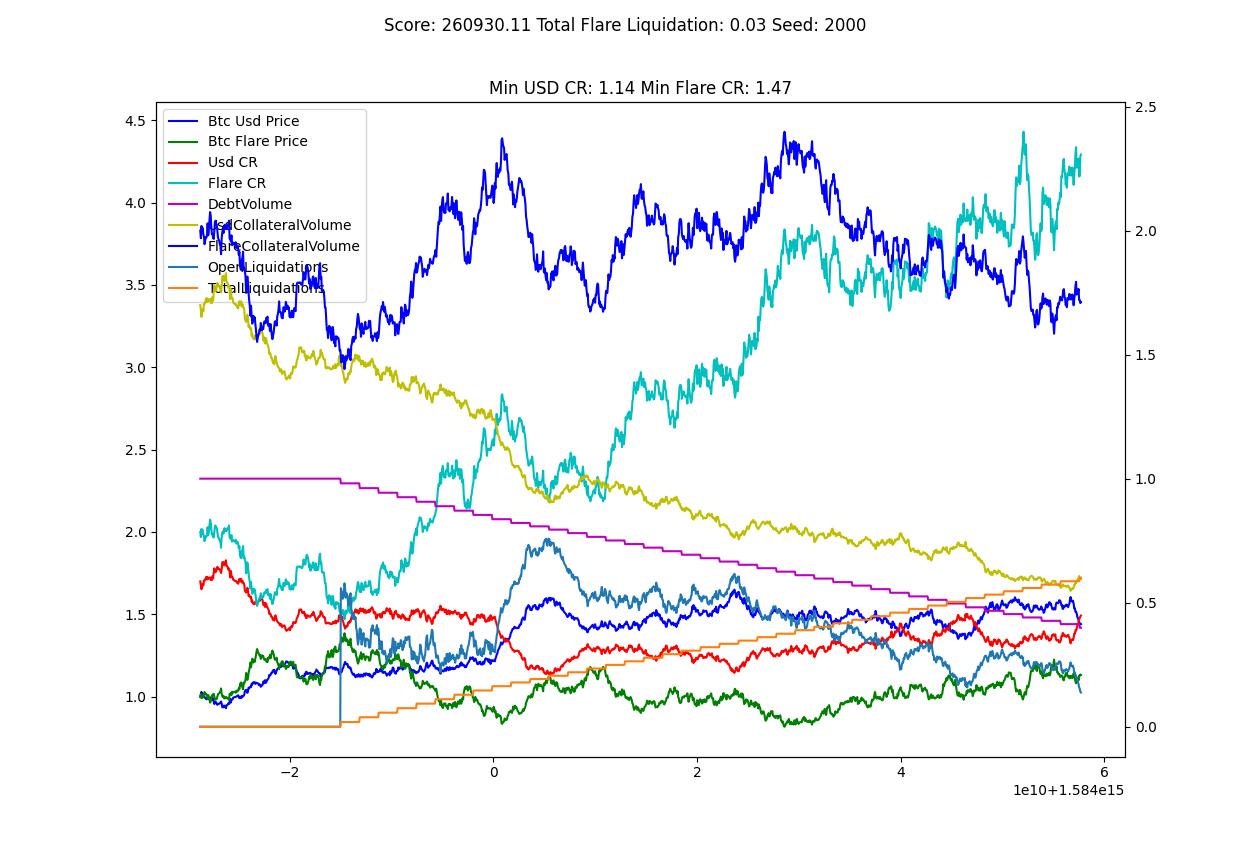 Score: 260930.11 Total Flare Liquidation: 0.03 Seed: 2000
Min USD CR: 1.14 Min Flare CR: 1.47
Btc Usd Price
Btc Flare Price
Usd CR
Flare CR
DebtVolume
UsdCollateralVolume
FlareCollateralVolume
OpenLiquidations
TotalLiquidations
4.5
4.0
3.5
3.0
2.5
2.0
1.5
1.0
2.5
2.0
1.5
1.0
0.5
0.0
−2
0
2
4
6
1e10+1.584e15